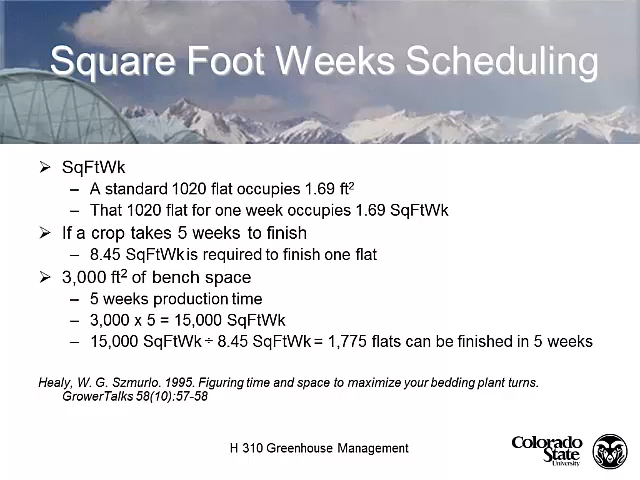 Square Foot Weeks Scheduling
➢ SqFtWk
– A standard 1020 flat occupies 1.69 ft²
– That 1020 flat for one week occupies 1.69 SqFtWk
➢ If a crop takes 5 weeks to finish
– 8.45 SqFtWk is required to finish one flat
➢ 3,000 ft² of bench space
– 5 weeks production time
– 3,000 x 5 = 15,000 SqFtWk
– 15,000 SqFtWk ÷ 8.45 SqFtWk = 1,775 flats can be finished in 5 weeks
Healy, W. G. Szmurlo. 1995. Figuring time and space to maximize your bedding plant turns.
GrowerTalks 58(10):57-58
H 310 Greenhouse Management
Colorado
State
University